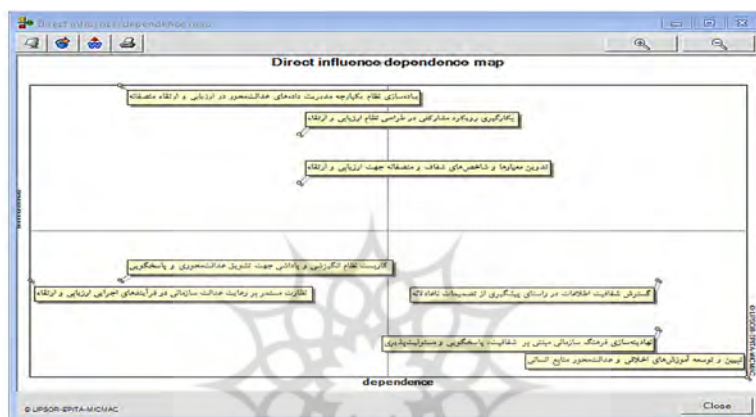 Direct influence/dependence map
Direct influence/dependence map
پیاده‌سازی نظام یکپارچه مدیریت داده‌های عدالت‌محور در ارزیابی و ارتقاء منصفانه
بکارگیری رویکرد مشارکتی در طراحی نظام ارزیابی و ارتقاء
تدوین معیارها و شاخص‌های شفاف و منصفانه جهت ارزیابی و ارتقاء
influence
کاربست نظام انگیزشی و پاداشی جهت تشویق عدالت‌محوری و پاسخگویی
نظارت مستمر بر رعایت عدالت سازمانی در فرآیندهای اجرایی ارزیابی و ارتقاء
گسترش شفافیت اطلاعات در راستای پیشگیری از تصمیمات ناعادلانه
نهادینه‌سازی فرهنگ سازمانی مبتنی بر شفافیت، پاسخگویی و مسئولیت‌پذیری
تبیین و توسعه آموزش‌های اخلاقی و عدالت‌محور منابع انسانی
© LIPSOR-EPITA-MICMAC
dependence
© LIPSOR-EPITA-MICMAC
Close